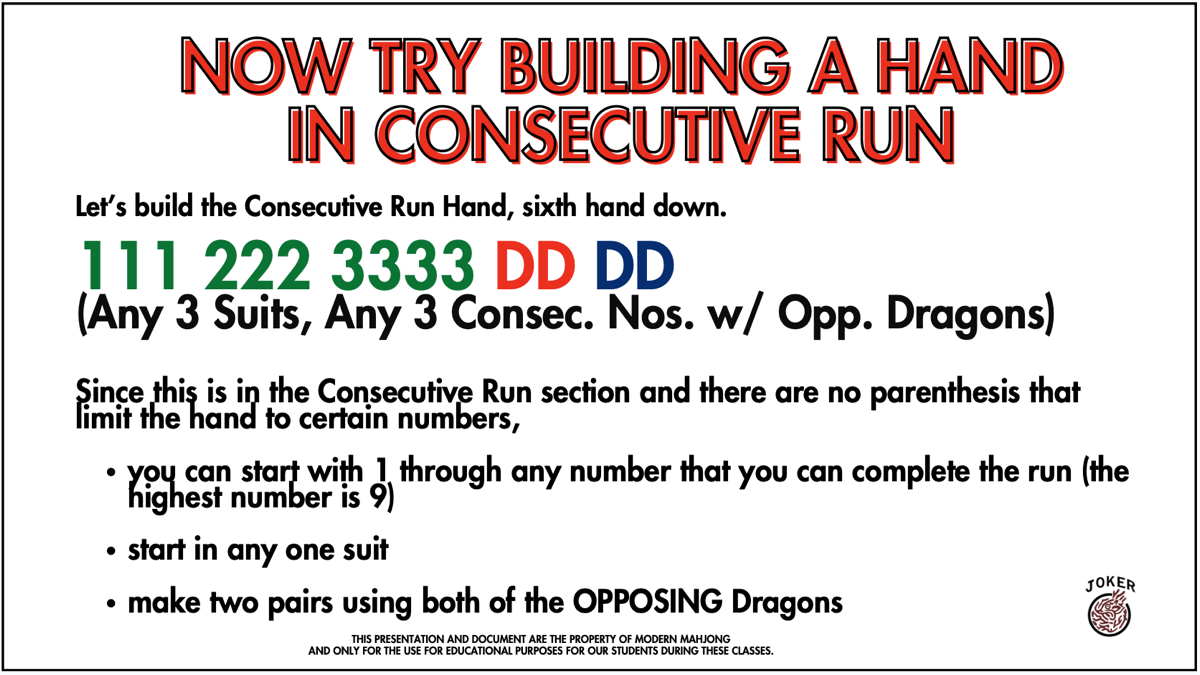 NOW TRY BUILDING A HAND
IN CONSECUTIVE RUN
Let's build the Consecutive Run Hand, sixth hand down.
111 222 3333 DD DD
(Any 3 Suits, Any 3 Consec. Nos. w/ Opp. Dragons)
Since this is in the Consecutive Run section and there are no parenthesis that
limit the hand to certain numbers,
• you can start with 1 through any number that you can complete the run (the
highest number is 9)
• start in any one suit
• make two pairs using both of the OPPOSING Dragons
JOKER
THIS PRESENTATION AND DOCUMENT ARE THE PROPERTY OF MODERN MAHJONG
AND ONLY FOR THE USE FOR EDUCATIONAL PURPOSES FOR OUR STUDENTS DURING THESE CLASSES.